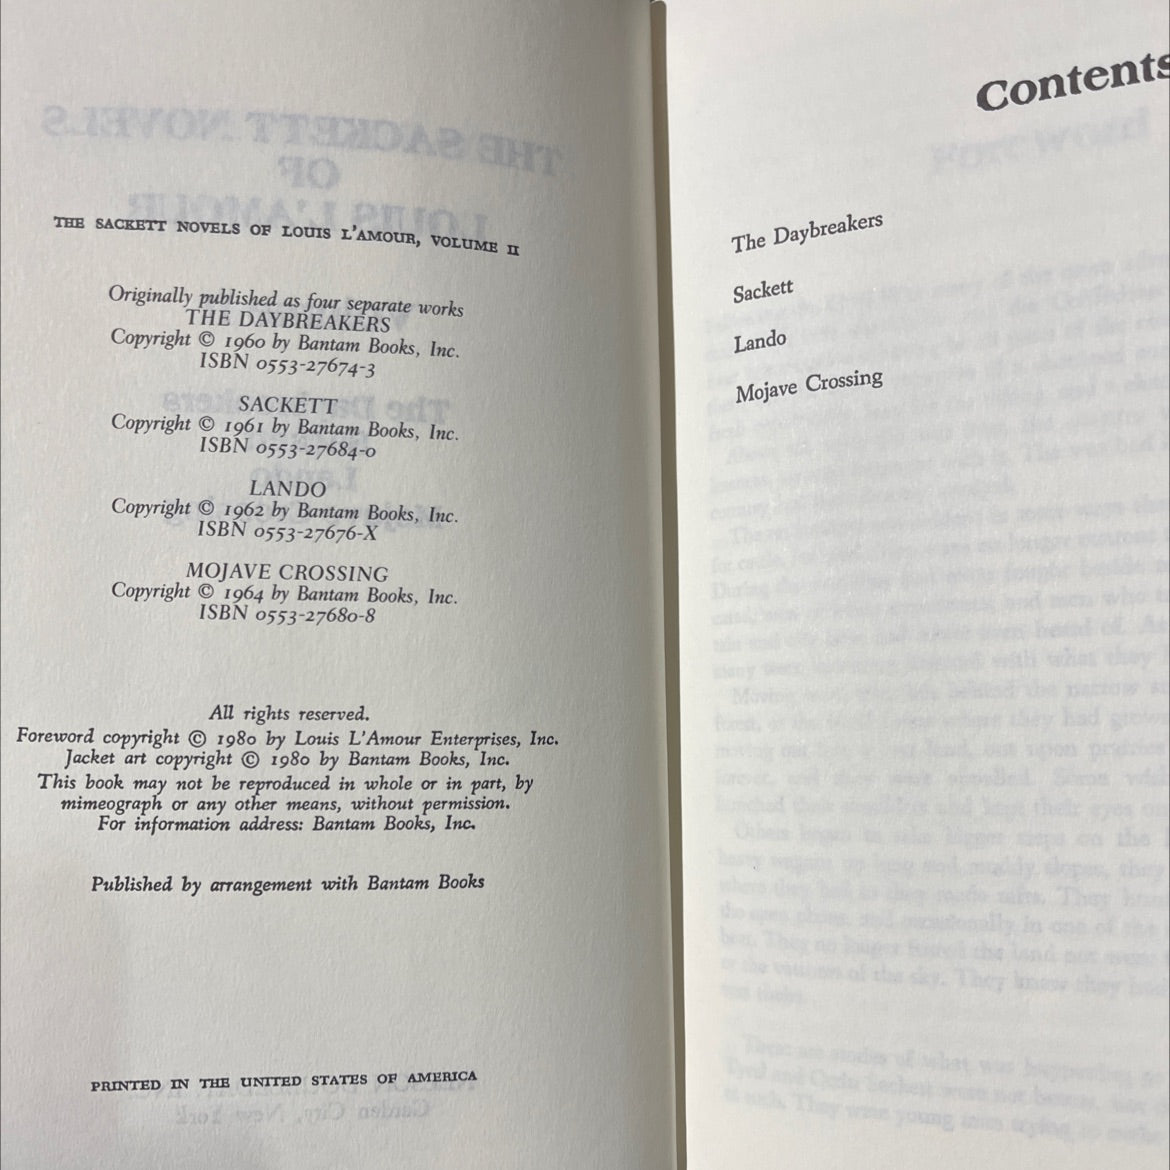 THE SACKETT NOVELS OF LOUIS L'AMOUR, VOLUME II
Originally published as four separate works
THE DAYBREAKERS
Copyright © 1960 by Bantam Books, Inc.
ISBN 0553-27674-3
SACKETT
Copyright © 1961 by Bantam Books, Inc.
ISBN 0553-27684-0
LANDO
Copyright © 1962 by Bantam Books, Inc.
ISBN 0553-27676-X
MOJAVE CROSSING
Copyright © 1964 by Bantam Books, Inc.
ISBN 0553-27680-8
All rights reserved.
Foreword copyright © 1980 by Louis L'Amour Enterprises, Inc.
Jacket art copyright © 1980 by Bantam Books, Inc.
This book may not be reproduced in whole or in part, by
mimeograph or any other means, without permission.
For information address: Bantam Books, Inc.
Published by arrangement with Bantam Books
PRINTED IN THE UNITED STATES OF AMERICA
Contents
The Daybreakers
Sackett
Lando
Mojave Crossing